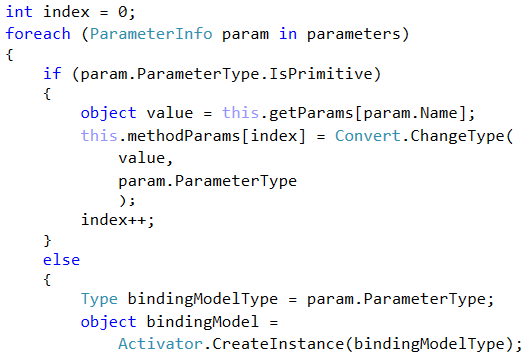 int index = 0;
foreach (ParameterInfo param in parameters)
{
    if (param.ParameterType.IsPrimitive)
    {
        object value = this.getParams[param.Name];
        this.methodParams[index] = Convert.ChangeType(
            value,
            param.ParameterType
            );
        index++;
    }
    else
    {
        Type bindingModelType = param.ParameterType;
        object bindingModel =
            Activator.CreateInstance(bindingModelType);